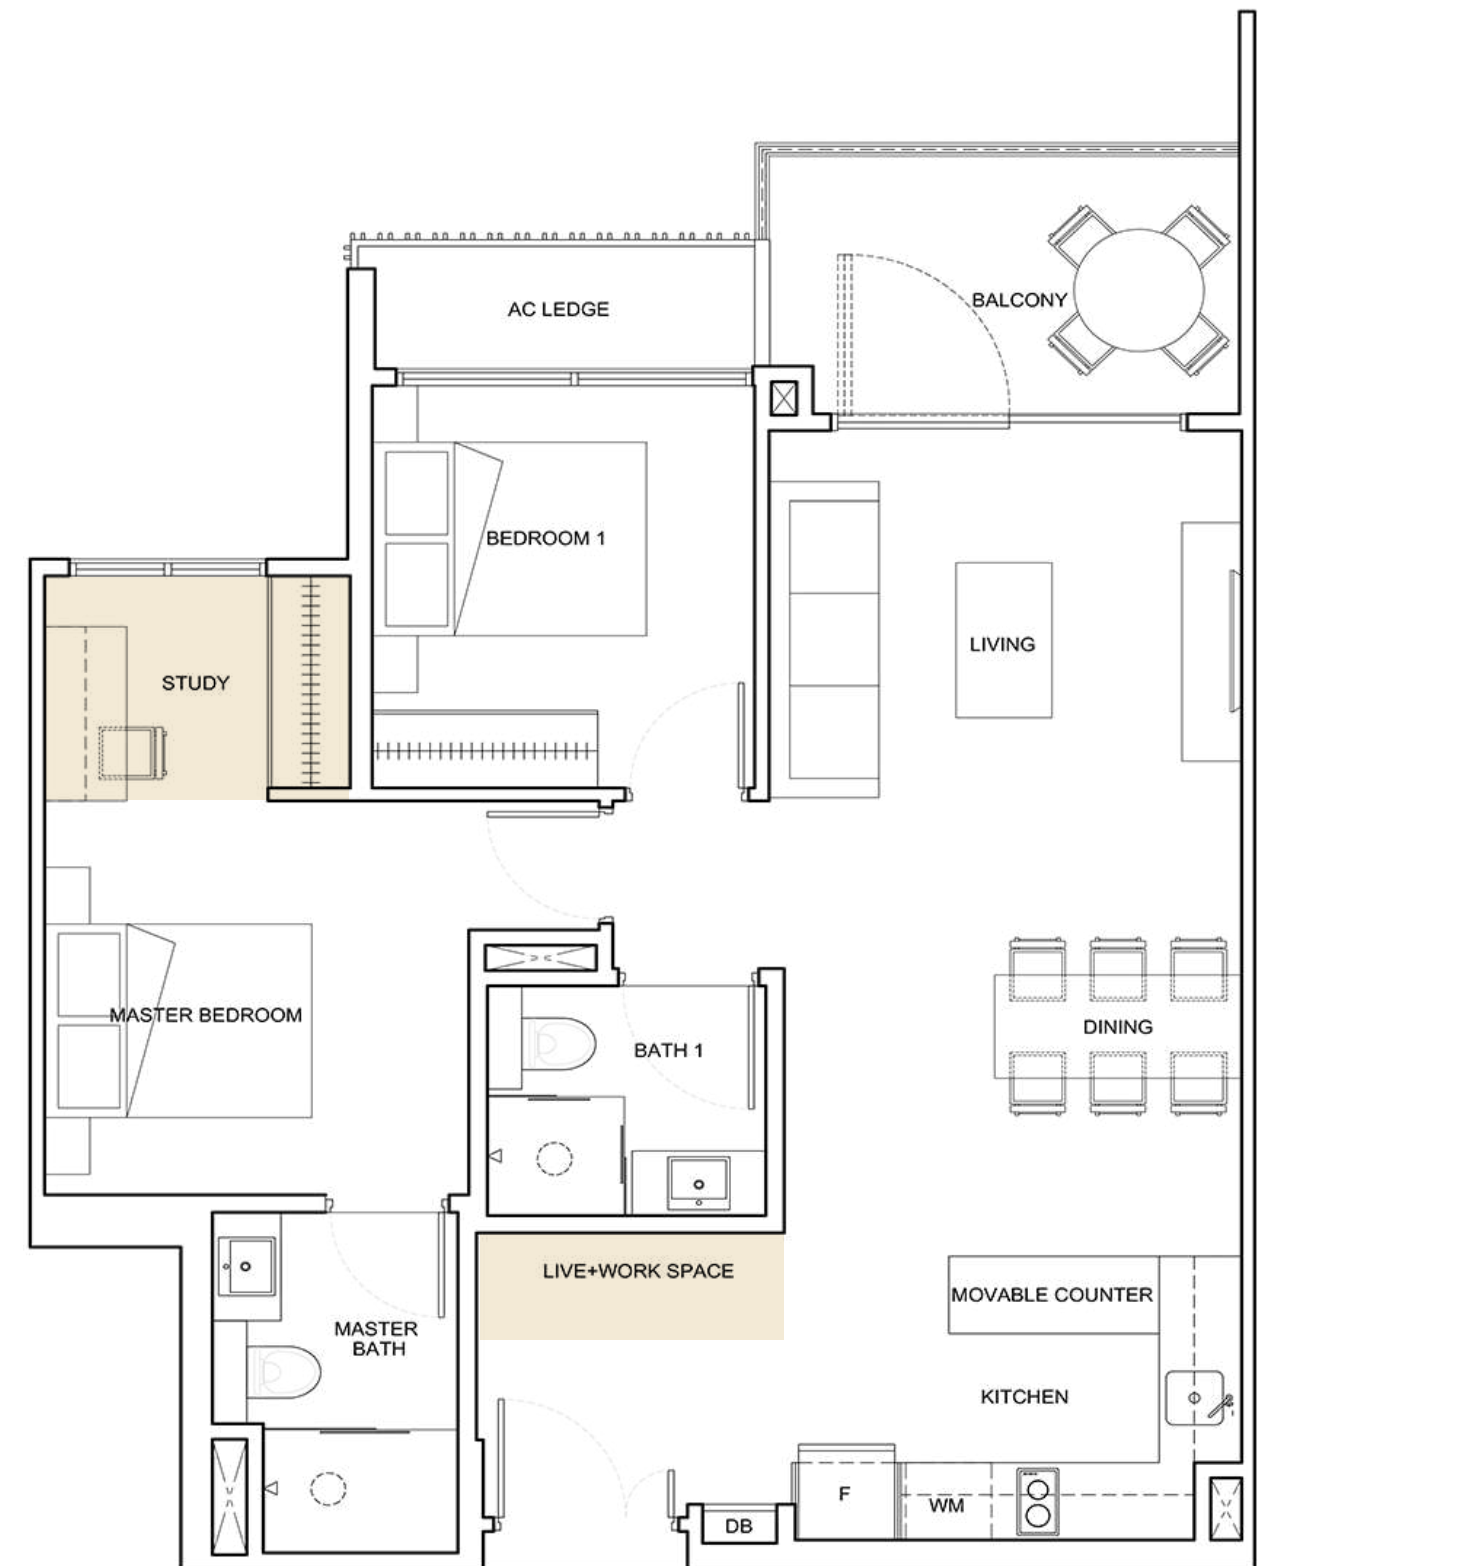 AC LEDGE
BALCONY
BEDROOM 1
LIVING
STUDY
MASTER BEDROOM
DINING
BATH 1
LIVE+WORK SPACE
MOVABLE COUNTER
MASTER
BATH
KITCHEN
F
WM
DB